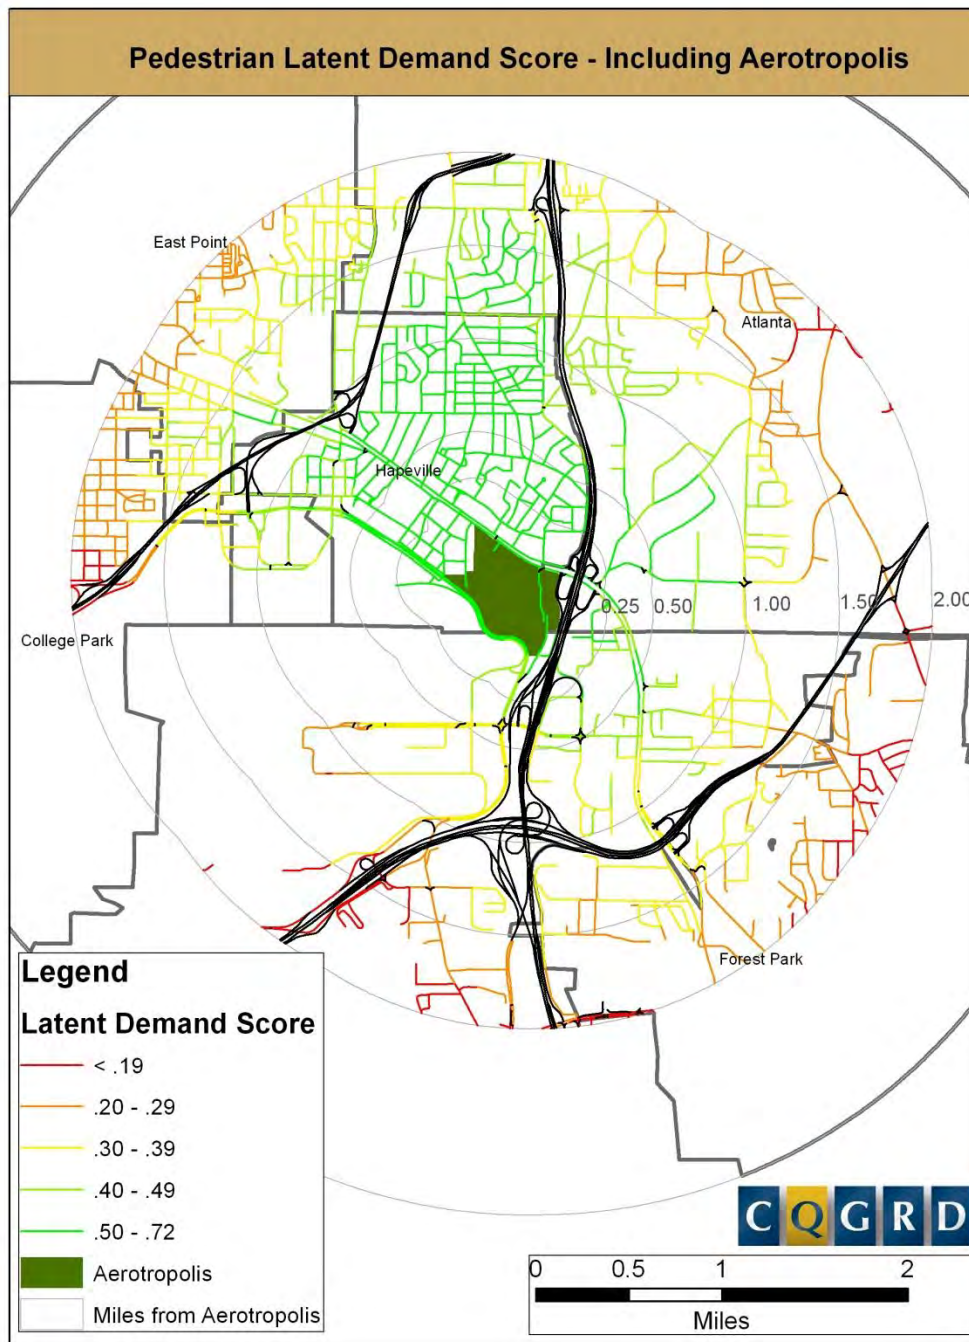 Pedestrian Latent Demand Score - Including Aerotropolis
East Point
Atlanta
Hapeville
0.25
0.50
1.00
1.50
2.00
College Park
Forest Park
Legend
Latent Demand Score
< .19
.20 - .29
.30 - .39
.40 - .49
.50 - .72
Aerotropolis
Miles from Aerotropolis
CQGRD
0 0.5 1 2
Miles